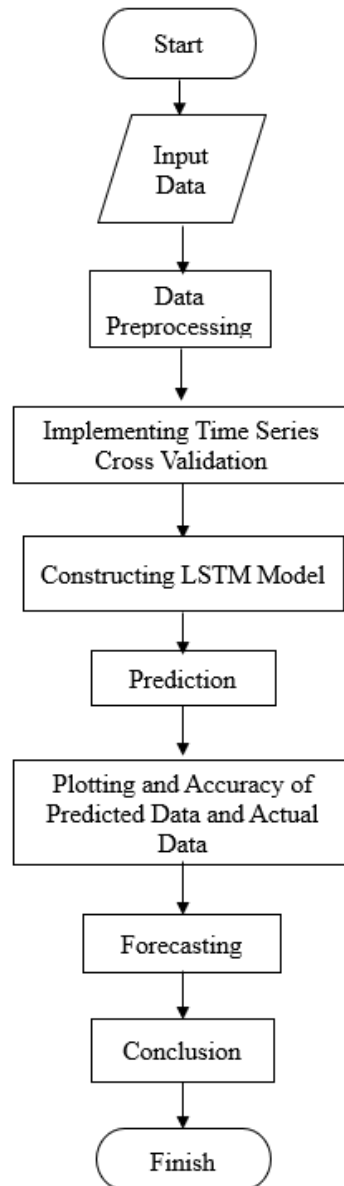 Start
Input
Data
Data
Preprocessing
Implementing Time Series
Cross Validation
Constructing LSTM Model
Prediction
Plotting and Accuracy of
Predicted Data and Actual
Data
Forecasting
Conclusion
Finish